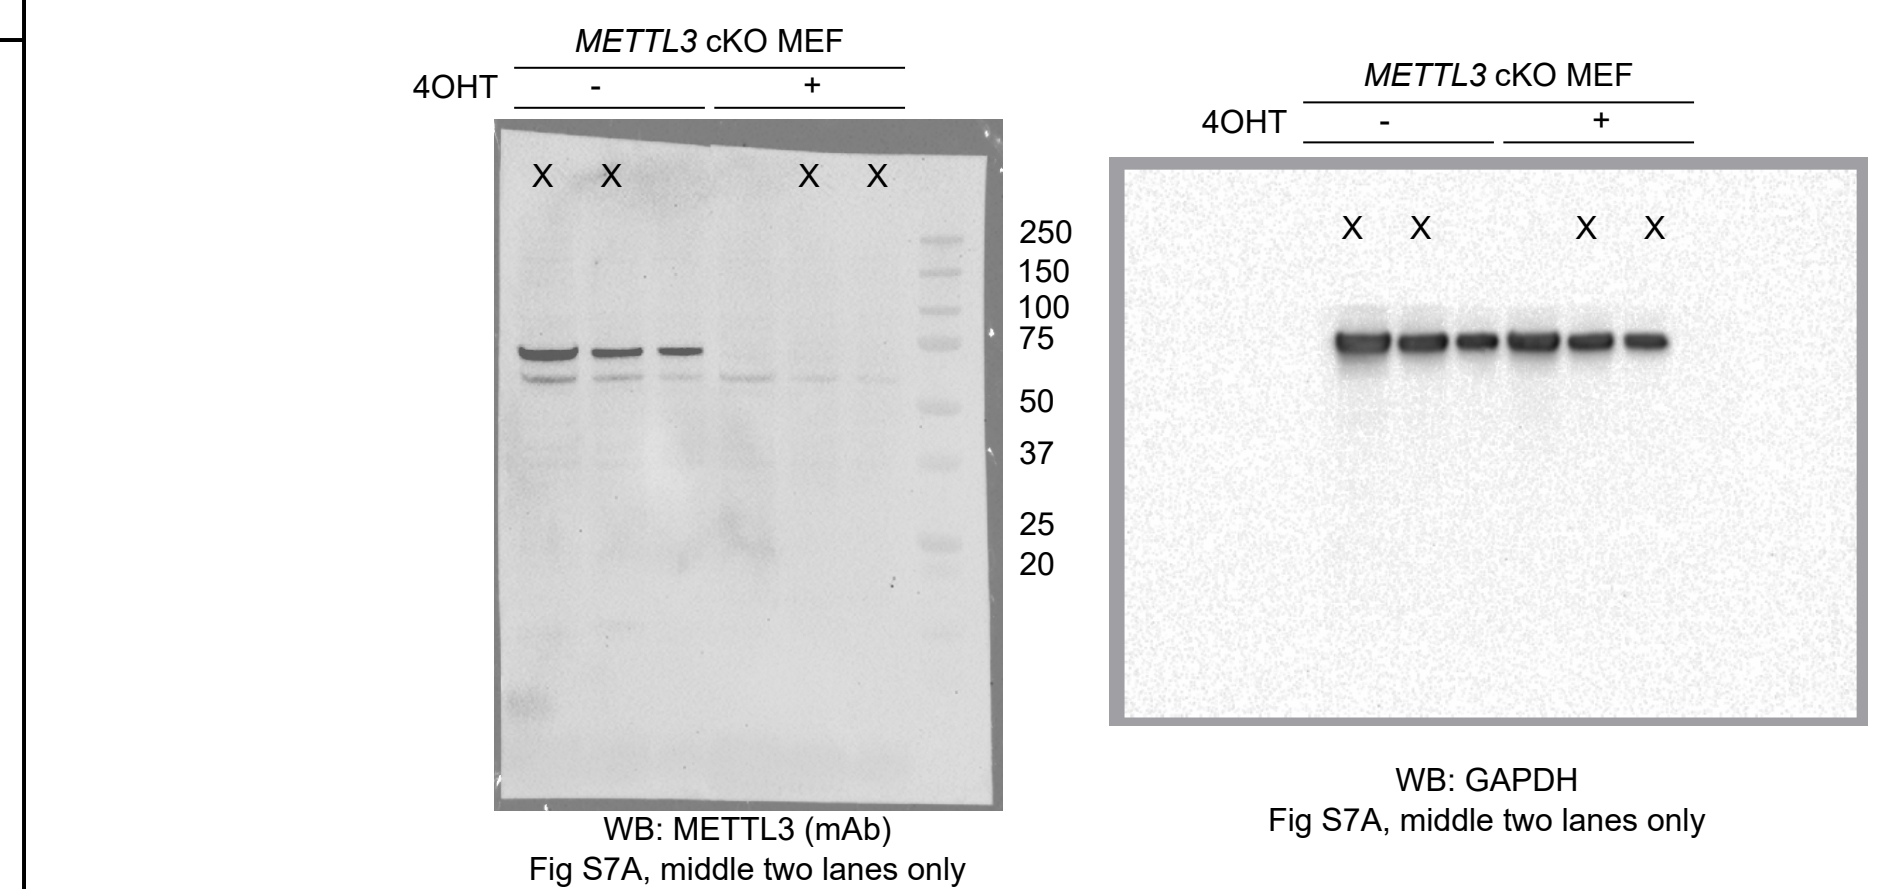 METTL3 cKO MEF
4OHT - +
X X X X
250
150
100
75
50
37
25
20
WB: METTL3 (mAb)
Fig S7A, middle two lanes only
METTL3 cKO MEF
4OHT - +
X X X X
WB: GAPDH
Fig S7A, middle two lanes only